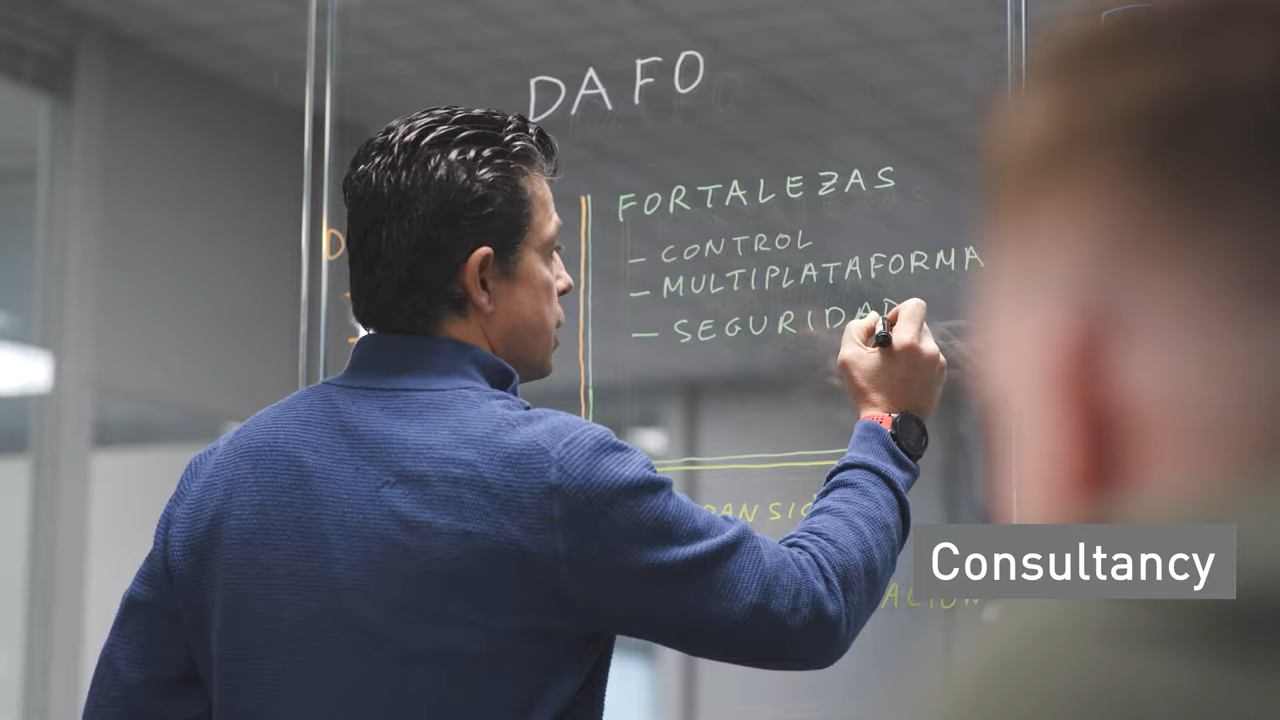 DAFO
FORTALEZAS
- CONTROL
- MULTIPLATAFORMA
- SEGURIDAD
Consultancy